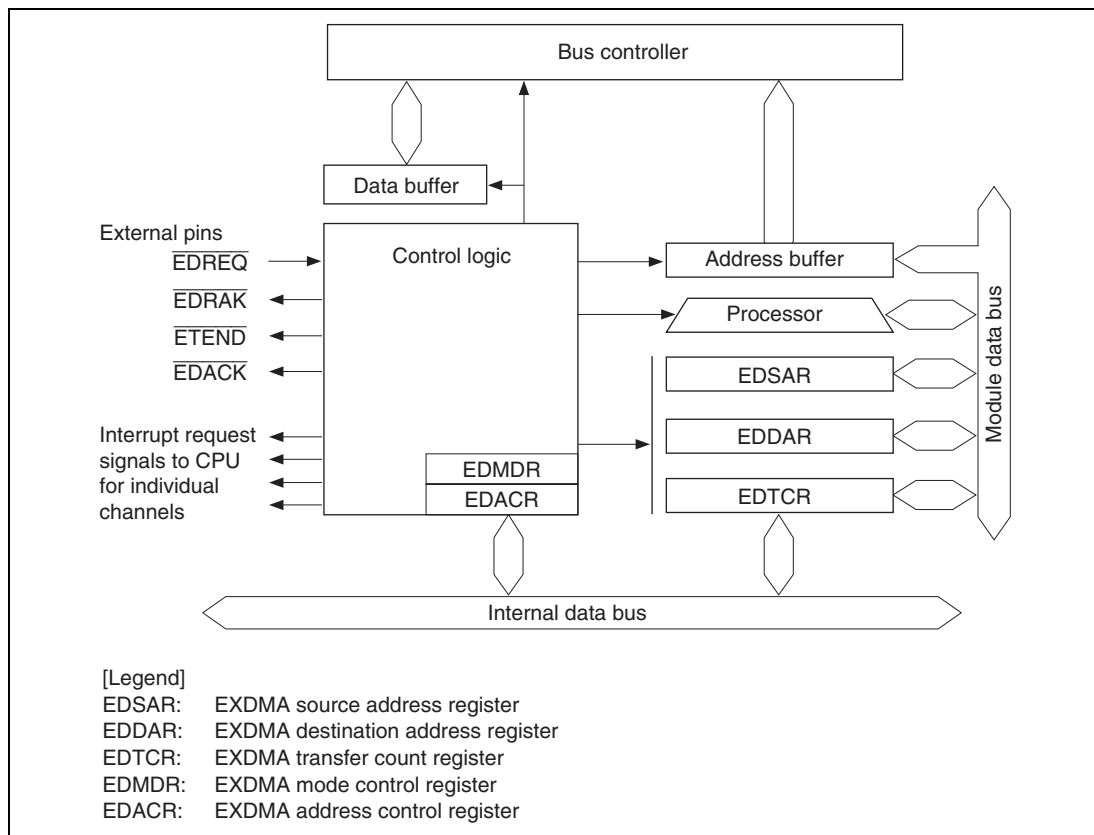 Bus controller
Data buffer
External pins
EDREQ
EDRAK
ETEND
EDACK
Interrupt request
signals to CPU
for individual
channels
Control logic
EDMDR
EDACR
Address buffer
Processor
EDSAR
EDDAR
EDTCR
Module data bus
Internal data bus
[Legend]
EDSAR: EXDMA source address register
EDDAR: EXDMA destination address register
EDTCR: EXDMA transfer count register
EDMDR: EXDMA mode control register
EDACR: EXDMA address control register